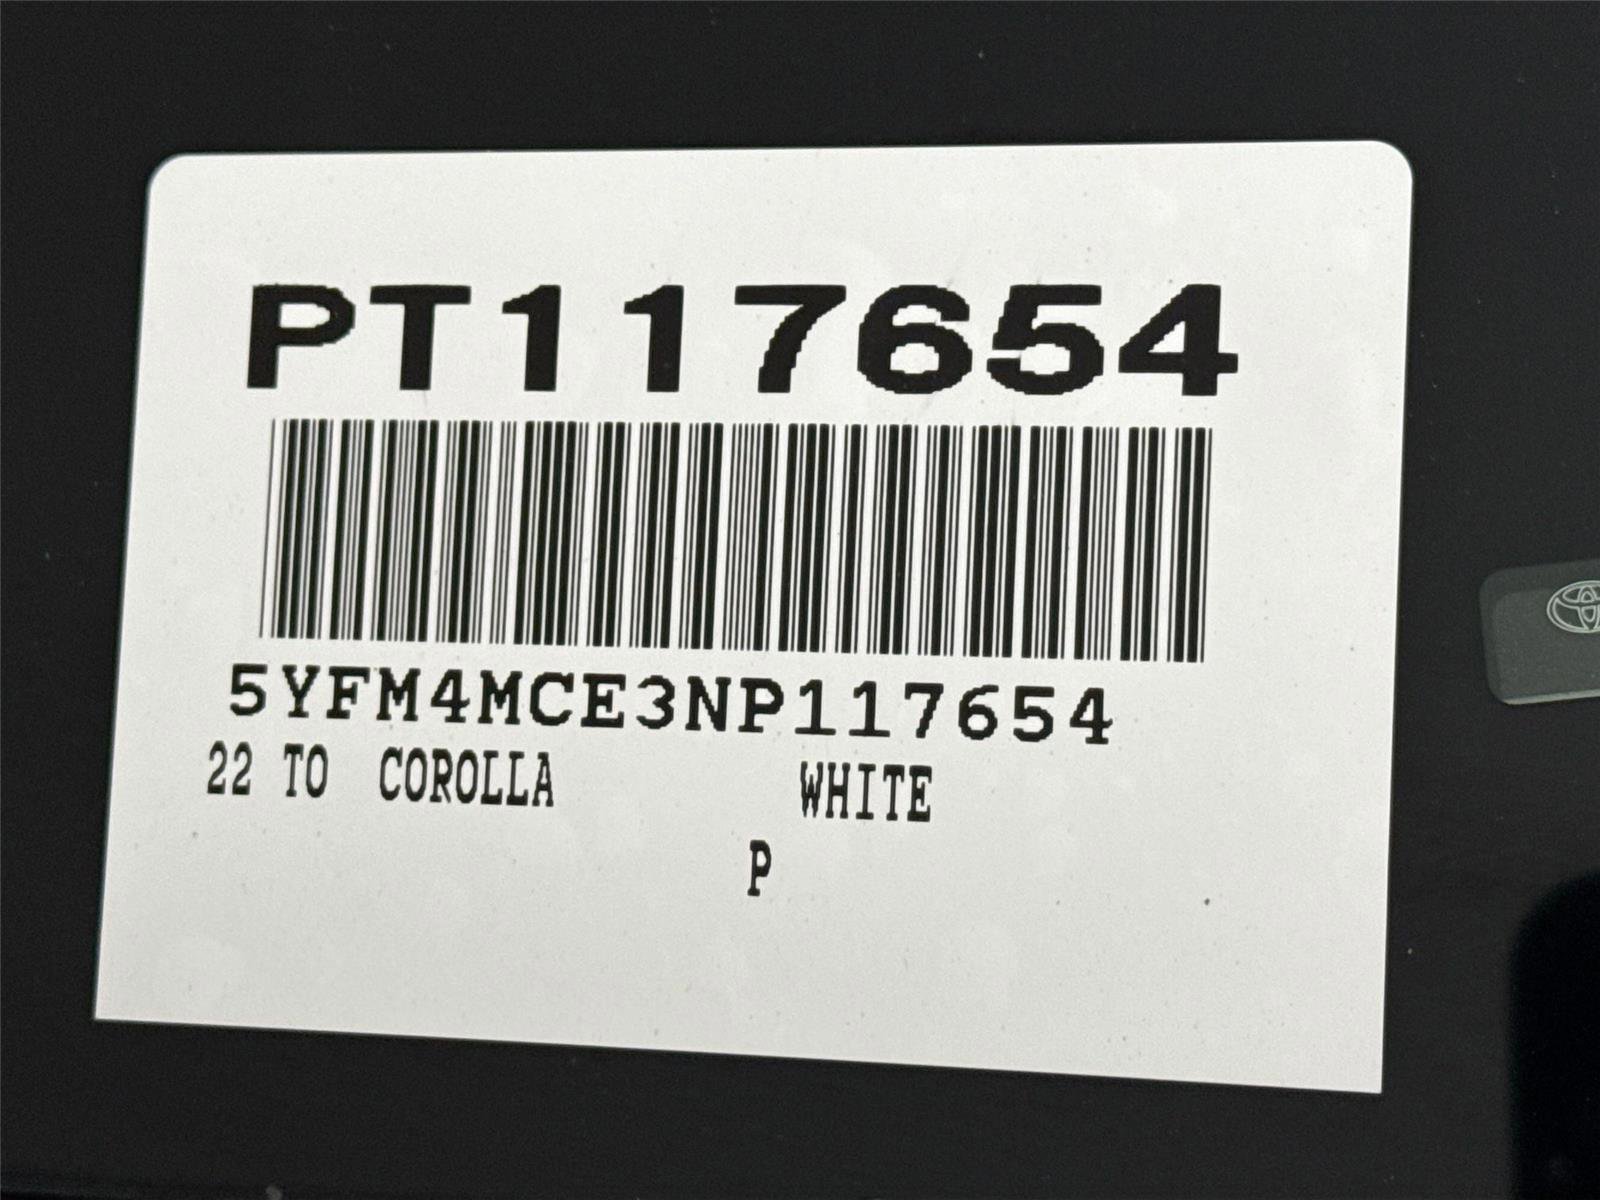 PT117654
5YFM4MCE3NP117654
22 TO COROLLA WHITE
P